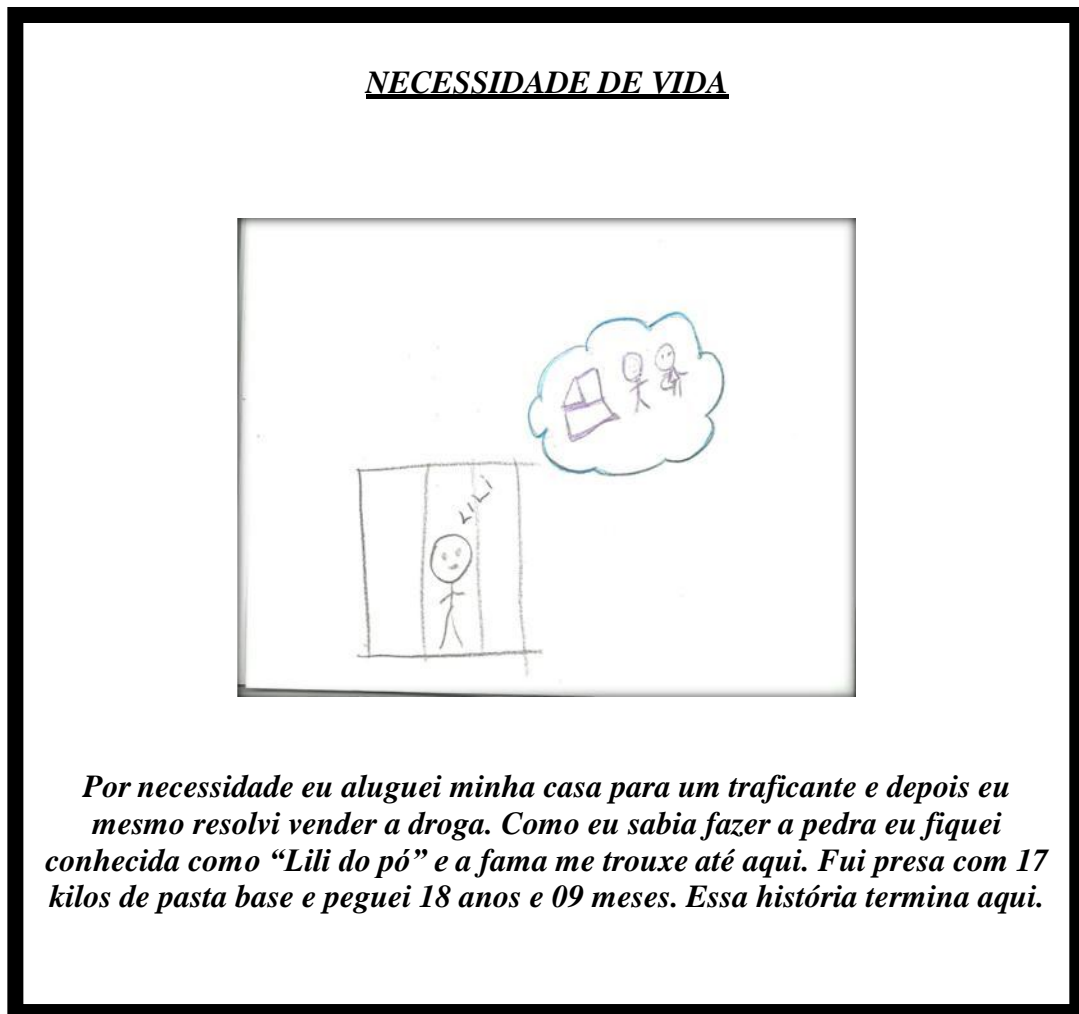 NECESSIDADE DE VIDA
LILI
Por necessidade eu aluguei minha casa para um traficante e depois eu
mesmo resolvi vender a droga. Como eu sabia fazer a pedra eu fiquei
conhecida como “Lili do pó” e a fama me trouxe até aqui. Fui presa com 17
kilos de pasta base e peguei 18 anos e 09 meses. Essa história termina aqui.